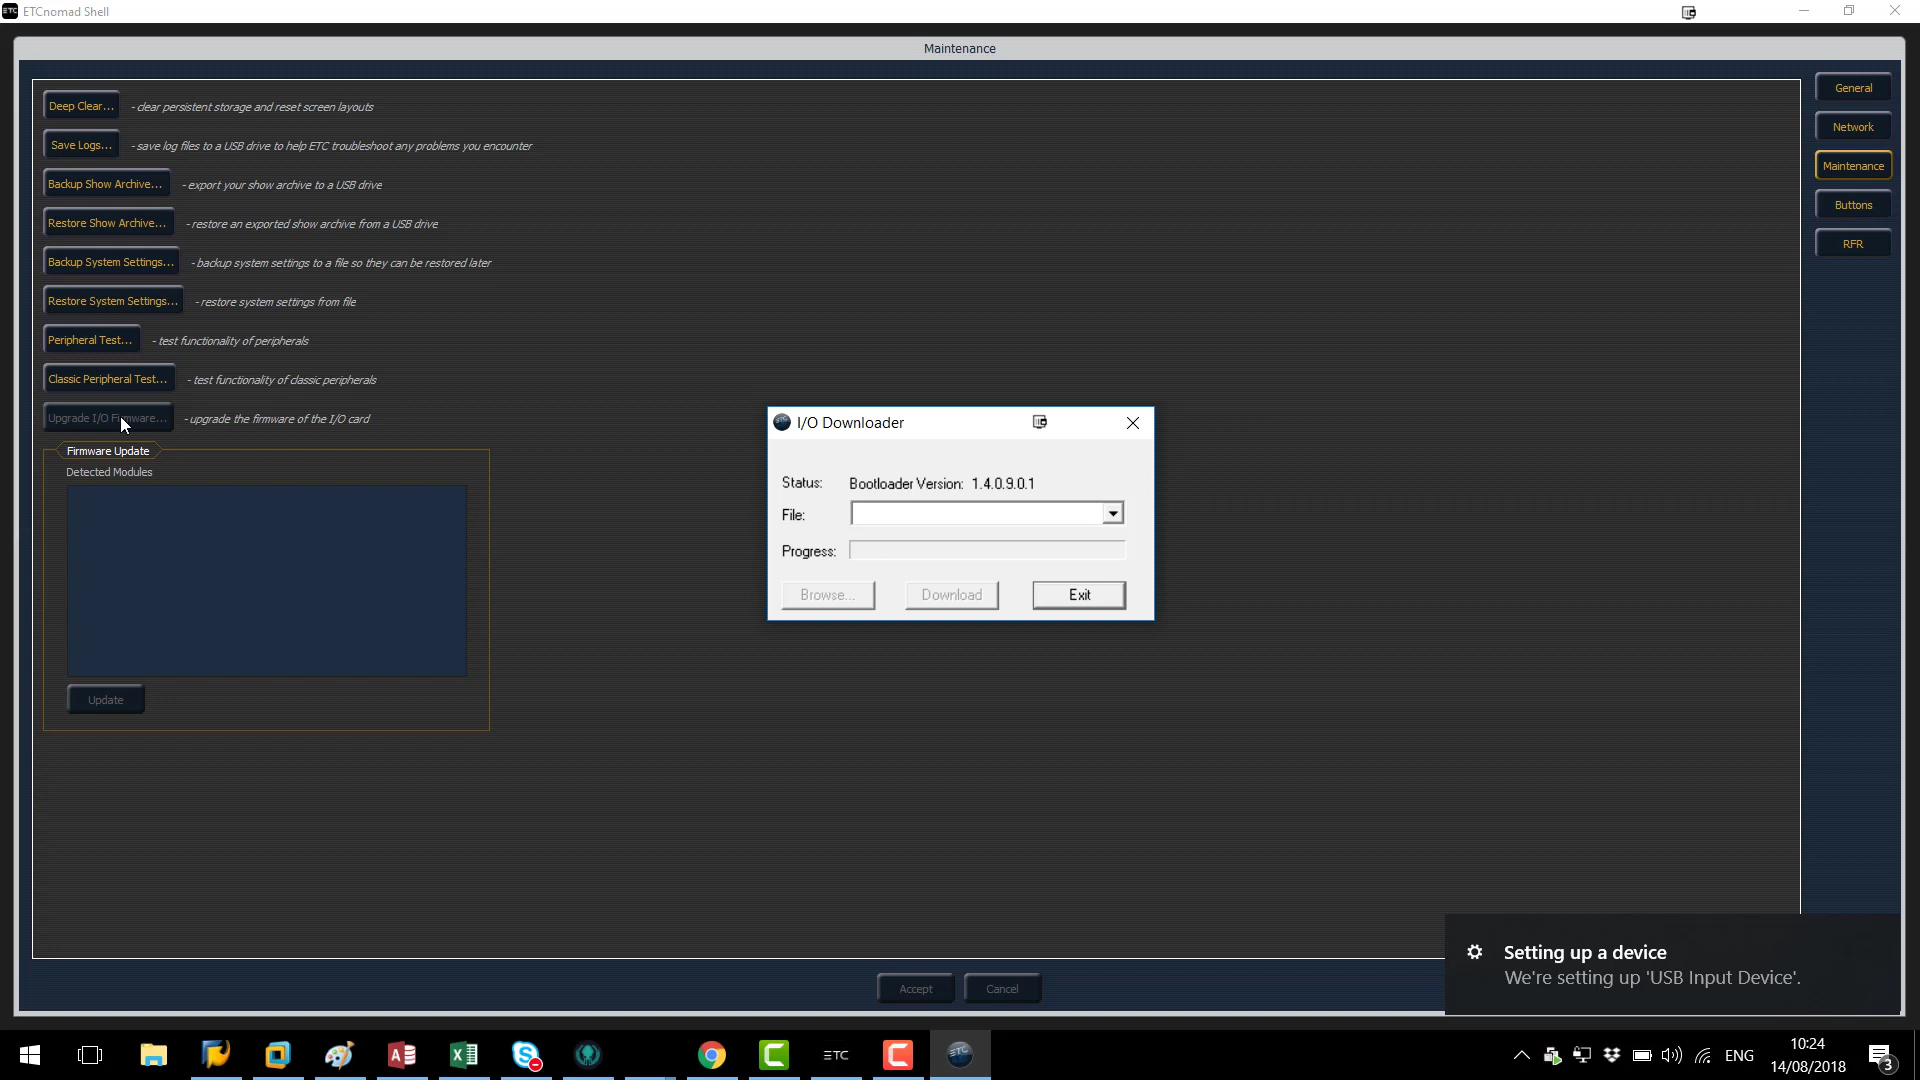 ETC ETCnomad Shell
Maintenance
Deep Clear... - clear persistent storage and reset screen layouts
Save Logs... - save log files to a USB drive to help ETC troubleshoot any problems you encounter
Backup Show Archive... - export your show archive to a USB drive
Restore Show Archive... - restore an exported show archive from a USB drive
Backup System Settings... - backup system settings to a file so they can be restored later
Restore System Settings... - restore system settings from file
Peripheral Test... - test functionality of peripherals
Classic Peripheral Test... - test functionality of classic peripherals
Upgrade I/O Firmware... - upgrade the firmware of the I/O card
Firmware Update
Detected Modules
Update
General
Network
Maintenance
Buttons
RFR
I/O Downloader
Status: Bootloader Version: 1.4.0.9.0.1
File:
Progress:
Browse... Download Exit
Accept Cancel
Setting up a device
We're setting up 'USB Input Device'.
ETC
ENG
10:24
14/08/2018
3